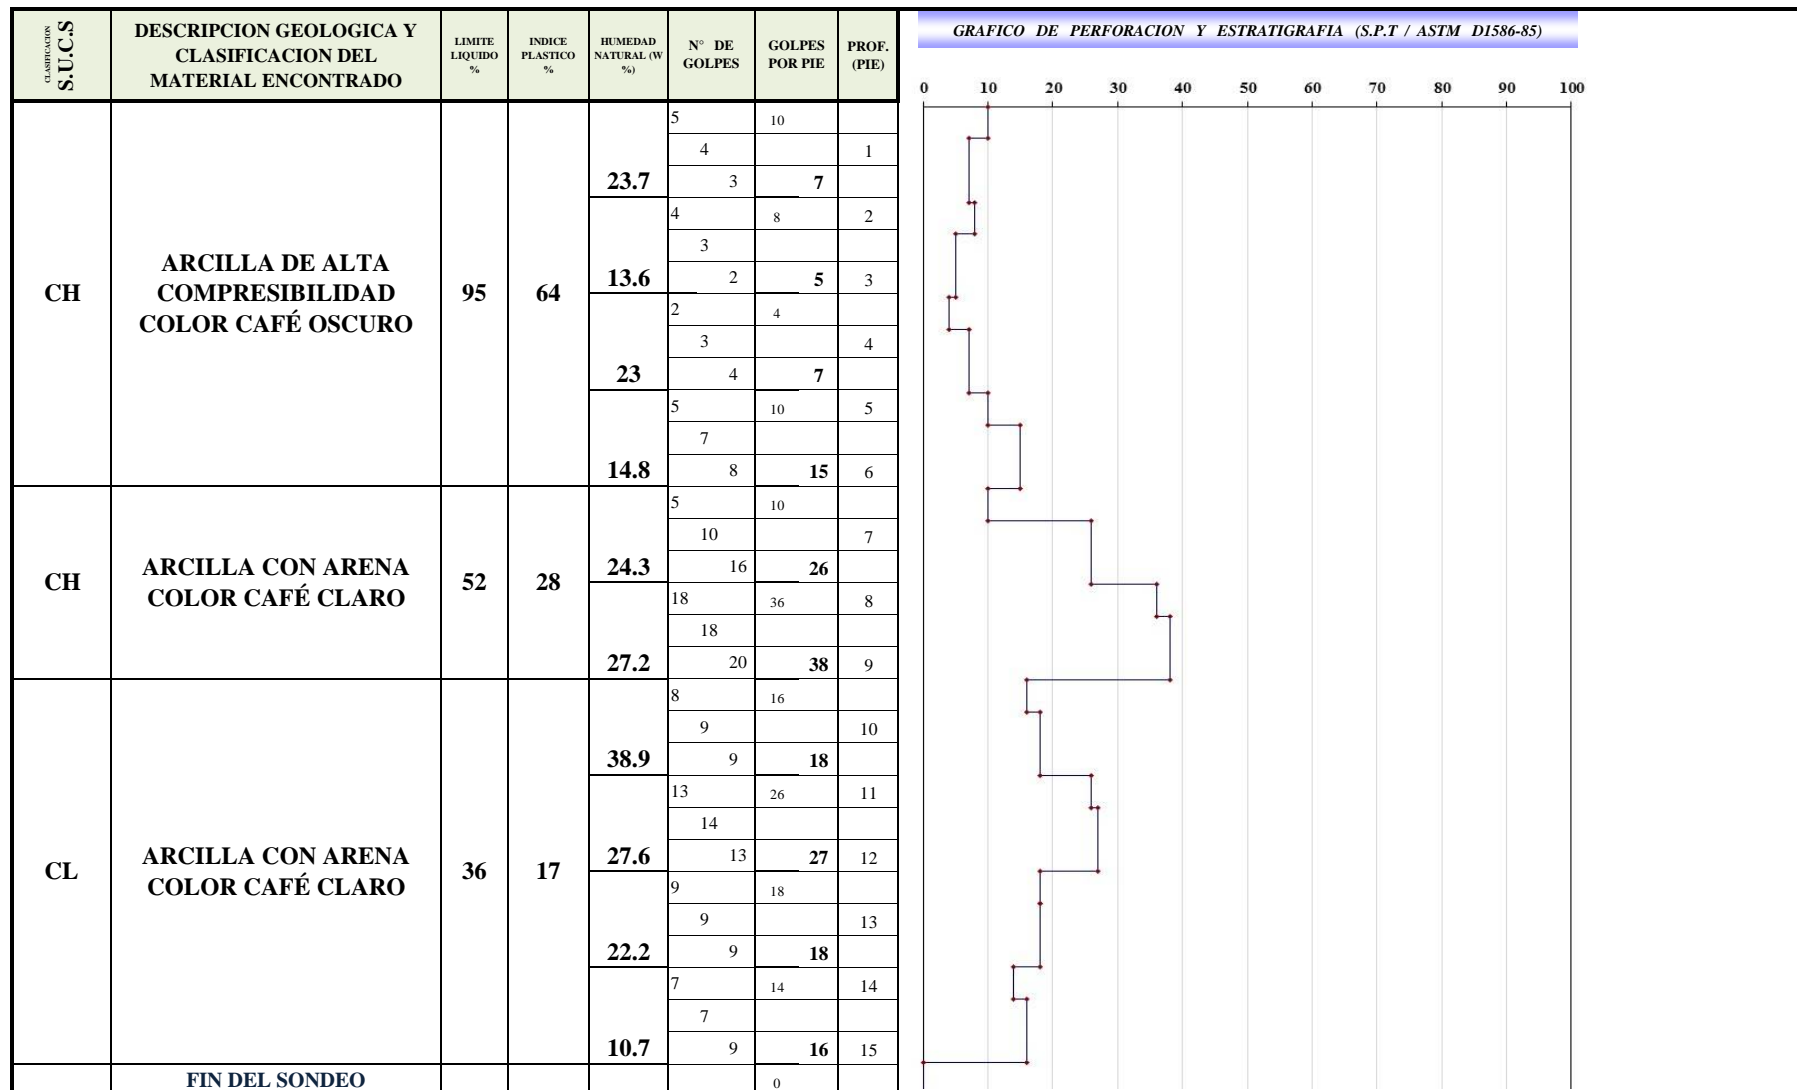 CLASIFICACION
S.U.C.S
DESCRIPCION GEOLOGICA Y
CLASIFICACION DEL
MATERIAL ENCONTRADO
LIMITE
LIQUIDO
%
INDICE
PLASTICO
%
HUMEDAD
NATURAL (W
%)
N° DE
GOLPES
GOLPES
POR PIE
PROF.
(PIE)
GRAFICO DE PERFORACION Y ESTRATIGRAFIA (S.P.T / ASTM D1586-85)
0 10 20 30 40 50 60 70 80 90 100
CH
ARCILLA DE ALTA
COMPRESIBILIDAD
COLOR CAFÉ OSCURO
95
64
5 10
4 1
23.7 3 7
4 8 2
3
13.6 2 5 3
2 4
3 4
23 4 7
5 10 5
7
14.8 8 15 6
CH
ARCILLA CON ARENA
COLOR CAFÉ CLARO
52
28
5 10
10 7
24.3 16 26
18 36 8
18
27.2 20 38 9
CL
ARCILLA CON ARENA
COLOR CAFÉ CLARO
36
17
8 16
9 10
38.9 9 18
13 26 11
14
27.6 13 27 12
9 18
9 13
22.2 9 18
7 14 14
7
10.7 9 16 15
FIN DEL SONDEO
0